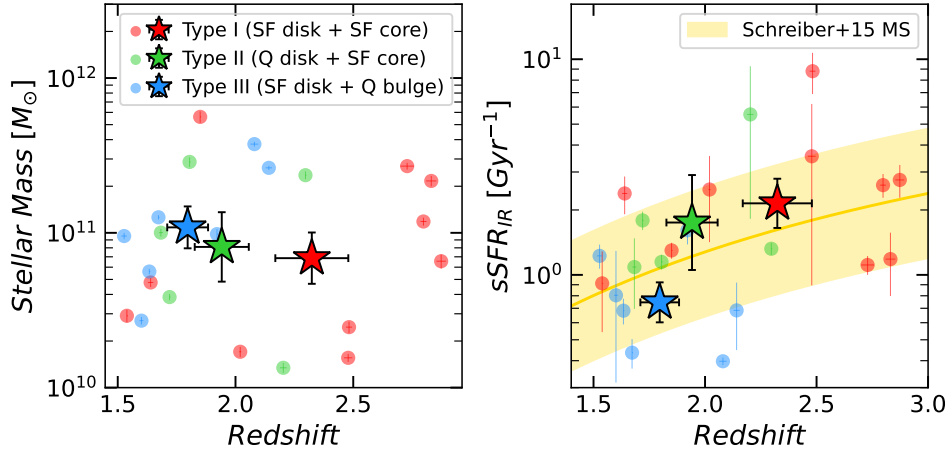 Type I (SF disk + SF core)
Type II (Q disk + SF core)
Type III (SF disk + Q bulge)
Stellar Mass [M⊙]
10¹²
10¹¹
10¹⁰
1.5 2.0 2.5
Redshift
Schreiber+15 MS
sSFR_IR [Gyr⁻¹]
10¹
10⁰
1.5 2.0 2.5 3.0
Redshift